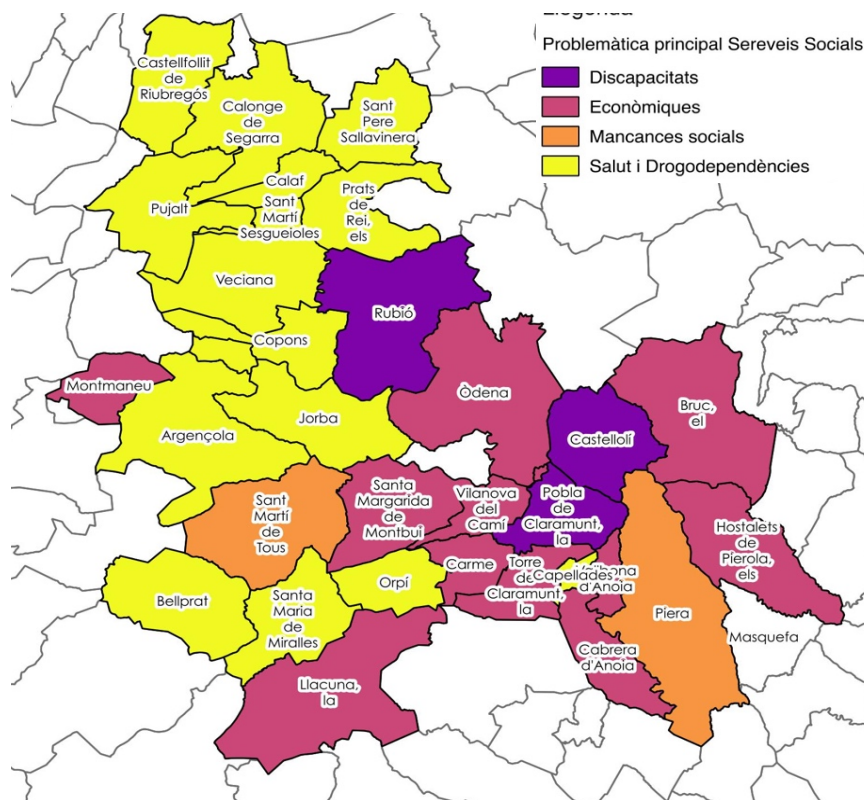 Llegenda
Problemàtica principal Sereveis Socials
Discapacitats
Econòmiques
Mancances socials
Salut i Drogodependències
Castellfollit
de
Riubregós
Calonge
de
Segarra
Sant
Pere
Sallavinera,
Calaf
Pujalt
Sant
Martí
Sesgueioles
Prats
de
Rei,
els
Veciana
Rubió
Copons
Montmaneu
Òdena
Bruc,
el
Argençola
Jorba
Castellolí
Sant
Martí
de
Tous
Santa
Margarida
de
Montbui
Vilanova
del
Camí
Pobla
de
Claramunt,
la
Hostalets
de
Pierola,
els
Carme
Torre
de
Claramunt,
la
Capellades
Vallbona
d'Anoia
Orpí
Bellprat
Santa
Maria
de
Miralles
Piera
Masquefa
Cabrera
d'Anoia
Llacuna,
la